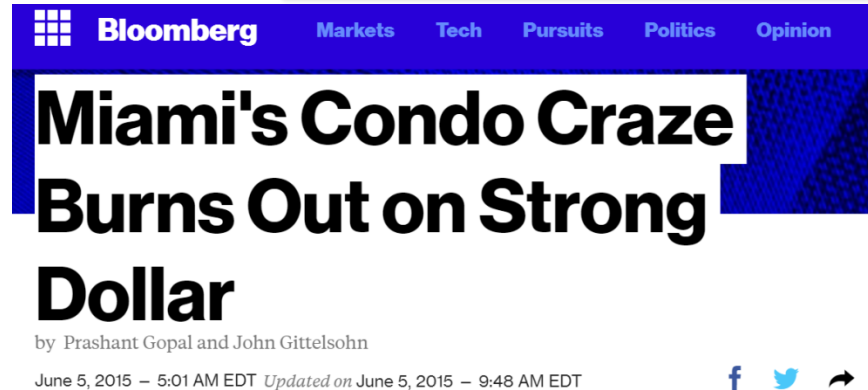 Bloomberg Markets Tech Pursuits Politics Opinion
Miami's Condo Craze
Burns Out on Strong
Dollar
by Prashant Gopal and John Gittelsohn
June 5, 2015 – 5:01 AM EDT Updated on June 5, 2015 – 9:48 AM EDT